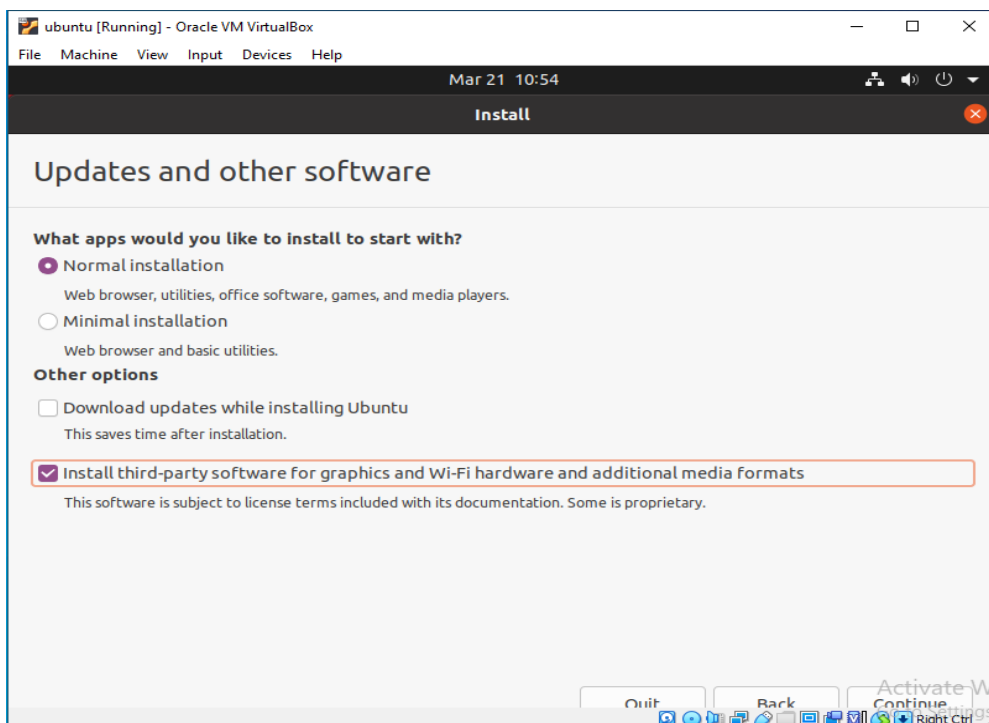 ubuntu [Running] - Oracle VM VirtualBox
File Machine View Input Devices Help
Mar 21 10:54
Install
Updates and other software
What apps would you like to install to start with?
Normal installation
Web browser, utilities, office software, games, and media players.
Minimal installation
Web browser and basic utilities.
Other options
Download updates while installing Ubuntu
This saves time after installation.
Install third-party software for graphics and Wi-Fi hardware and additional media formats
This software is subject to license terms included with its documentation. Some is proprietary.
Activate W
Quit Back Continue
Settings
Right Ctrl